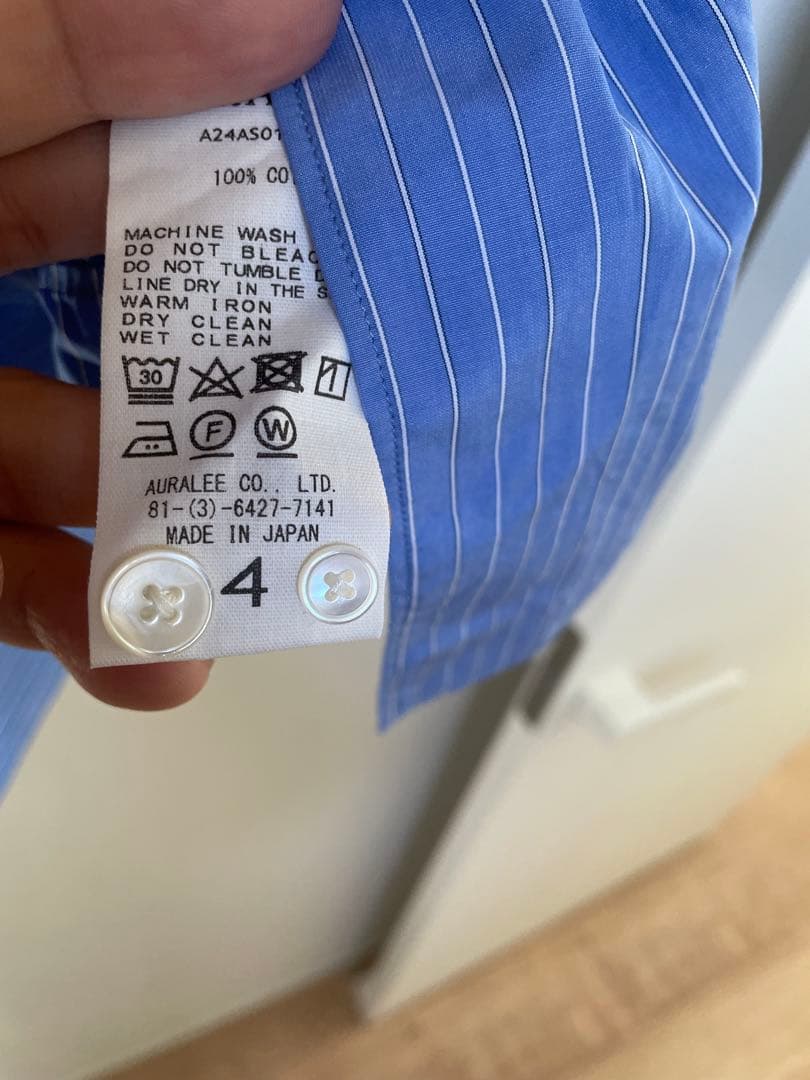 A24AS01
100% CO
MACHINE WASH
DO NOT BLEAC
DO NOT TUMBLE D
LINE DRY IN THE S
WARM IRON
DRY CLEAN
WET CLEAN
30
F W
AURALEE CO., LTD.
81-(3)-6427-7141
MADE IN JAPAN
4